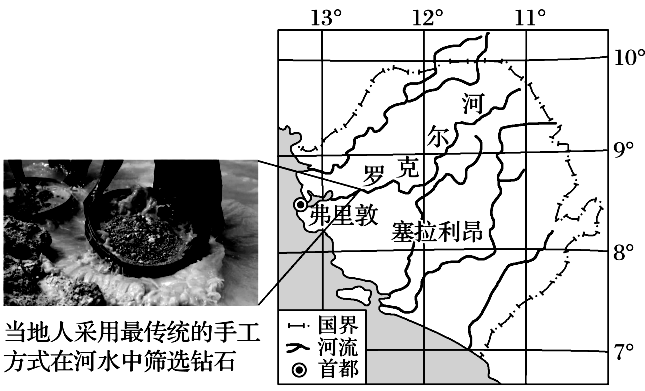 13° 12° 11°
10°
9°
8°
7°
河
尔
克
罗
弗里敦
塞拉利昂
国界
河流
首都
当地人采用最传统的手工
方式在河水中筛选钻石